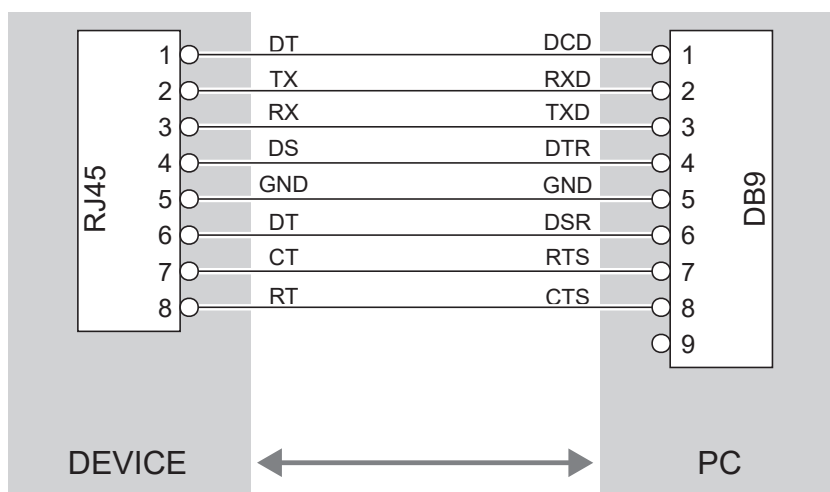 RJ45
1 DT DCD 1
2 TX RXD 2
3 RX TXD 3
4 DS DTR 4
5 GND GND 5
6 DT DSR 6
7 CT RTS 7
8 RT CTS 8
9
DB9
DEVICE PC